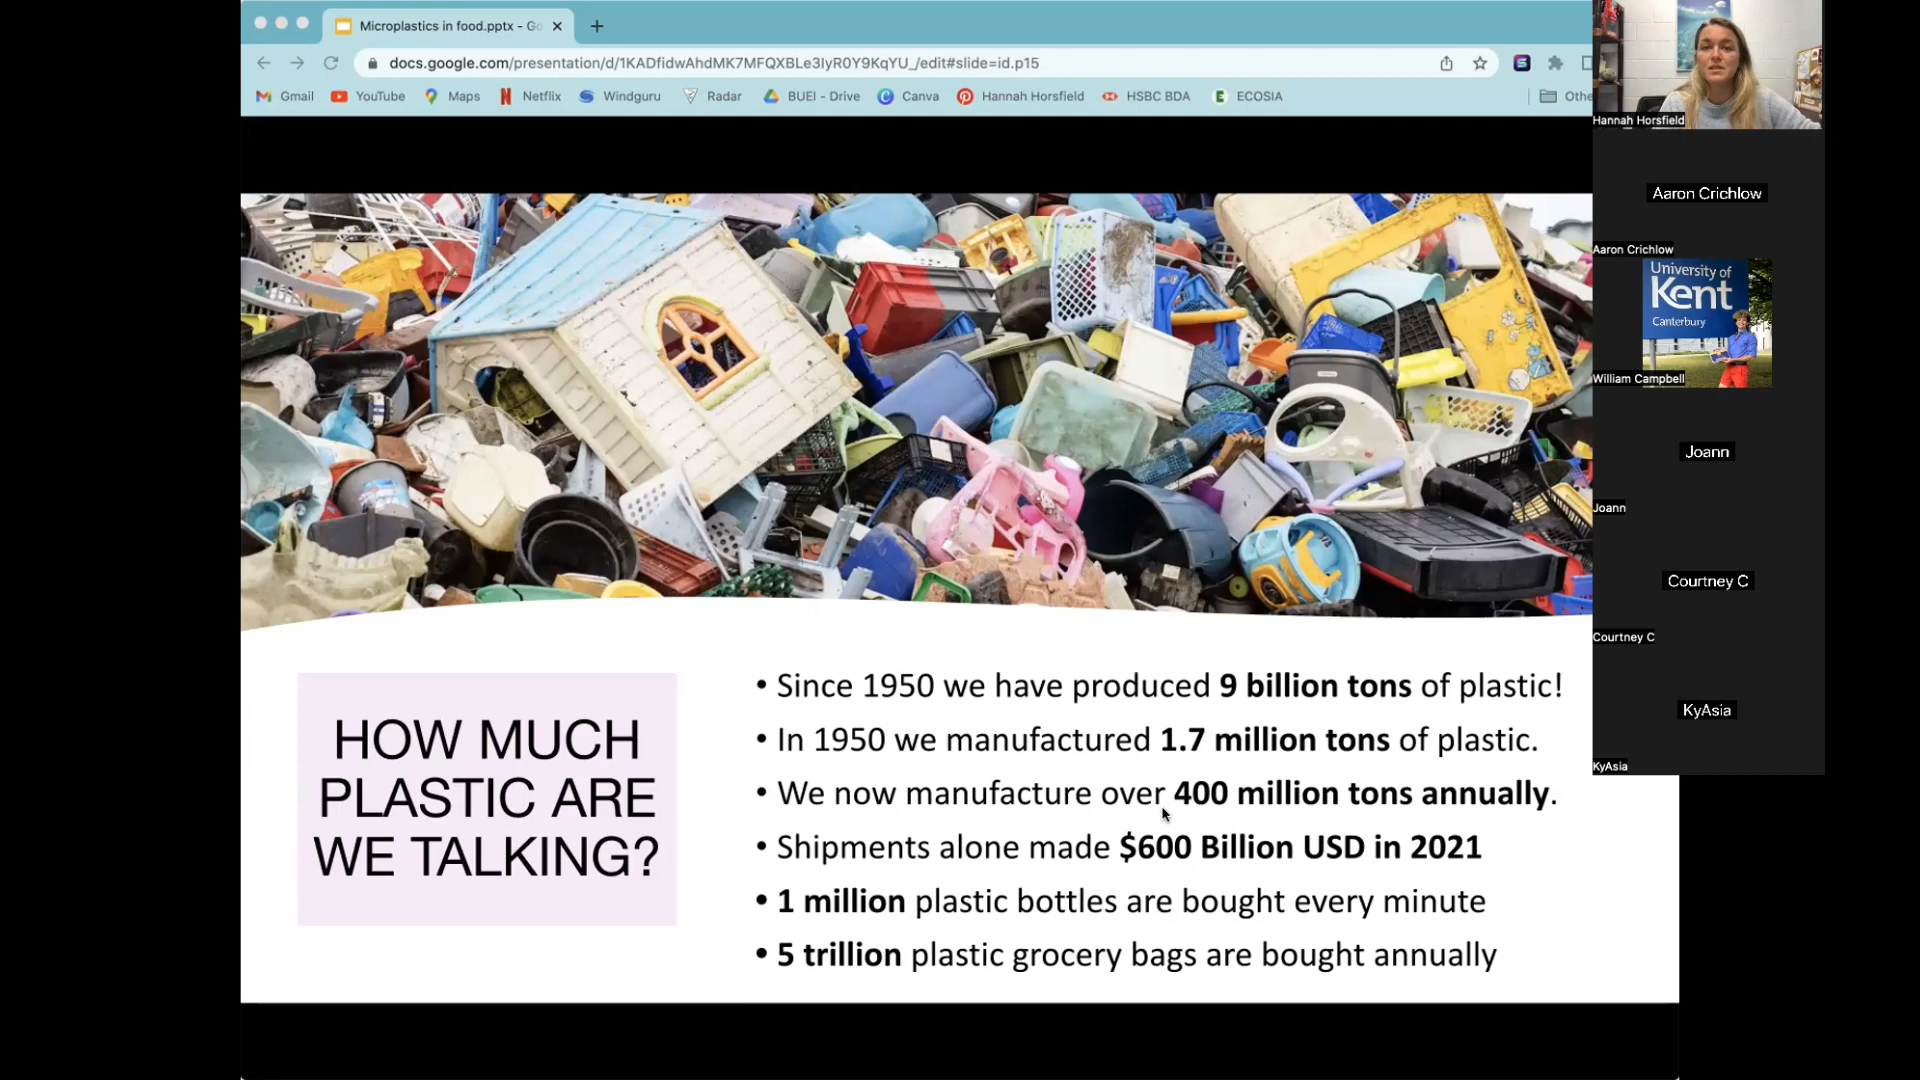 Microplastics in food.pptx - Go
docs.google.com/presentation/d/1KADfidwAhdMK7MFQXBLe3IyR0Y9KqYU_/edit#slide=id.p15
Gmail YouTube Maps Netflix Windguru Radar BUEI - Drive Canva Hannah Horsfield HSBC BDA ECOSIA Othe
HOW MUCH
PLASTIC ARE
WE TALKING?
• Since 1950 we have produced 9 billion tons of plastic!
• In 1950 we manufactured 1.7 million tons of plastic.
• We now manufacture over 400 million tons annually.
• Shipments alone made $600 Billion USD in 2021
• 1 million plastic bottles are bought every minute
• 5 trillion plastic grocery bags are bought annually
Hannah Horsfield
Aaron Crichlow
Aaron Crichlow
University of
Kent
Canterbury
William Campbell
Joann
Joann
Courtney C
Courtney C
KyAsia
KyAsia